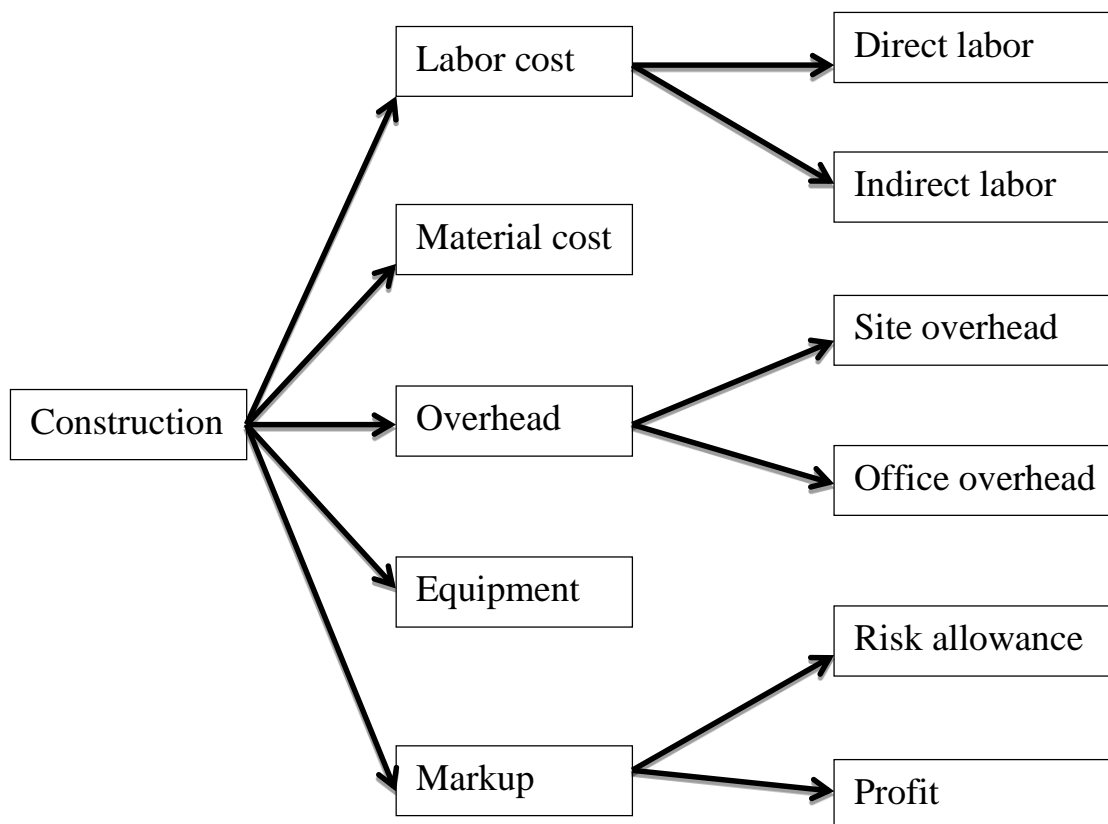 Labor cost
Direct labor
Indirect labor
Material cost
Site overhead
Construction
Overhead
Office overhead
Equipment
Risk allowance
Markup
Profit